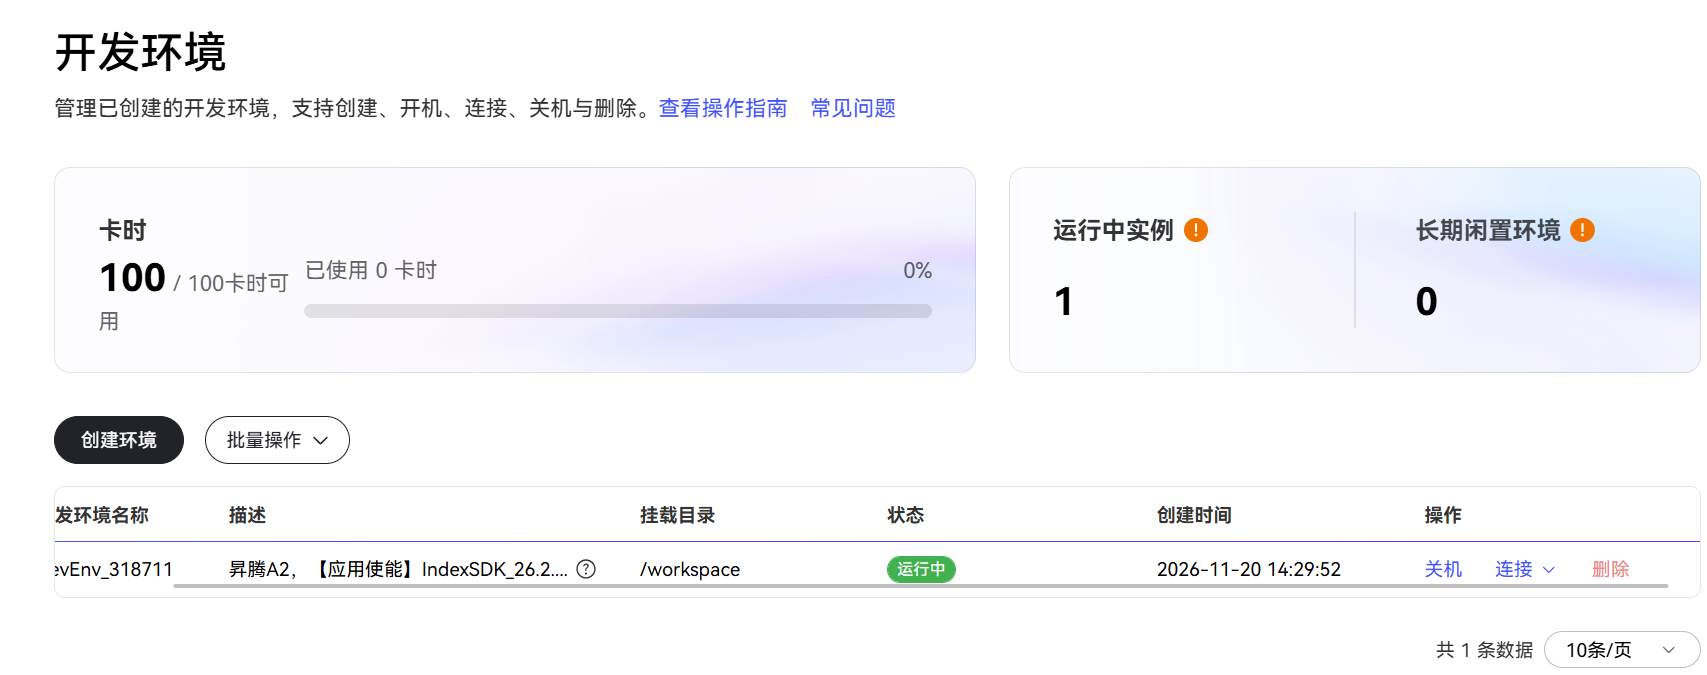 开发环境
管理已创建的开发环境，支持创建、开机、连接、关机与删除。查看操作指南 常见问题
卡时
100 / 100卡时可用
已使用 0 卡时 0%
运行中实例
1
长期闲置环境
0
创建环境 批量操作
发环境名称 描述 挂载目录 状态 创建时间 操作
evEnv_318711 昇腾A2，【应用使能】IndexSDK_26.2.... /workspace 运行中 2026-11-20 14:29:52 关机 连接 删除
共 1 条数据 10条/页